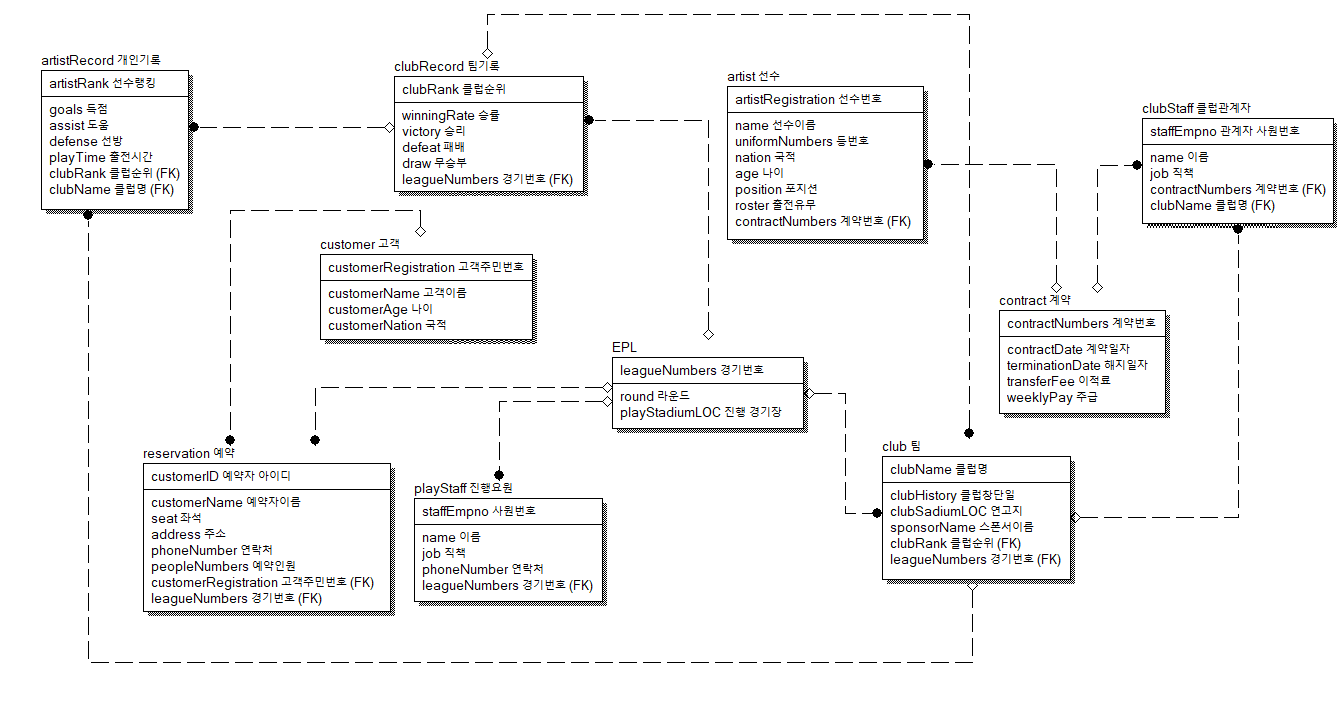 artistRecord 개인기록
artistRank 선수랭킹
goals 득점
assist 도움
defense 선방
playTime 출전시간
clubRank 클럽순위 (FK)
clubName 클럽명 (FK)
clubRecord 팀기록
clubRank 클럽순위
winningRate 승률
victory 승리
defeat 패배
draw 무승부
leagueNumbers 경기번호 (FK)
artist 선수
artistRegistration 선수번호
name 선수이름
uniformNumbers 등번호
nation 국적
age 나이
position 포지션
roster 출전유무
contractNumbers 계약번호 (FK)
clubStaff 클럽관계자
staffEmpno 관계자 사원번호
name 이름
job 직책
contractNumbers 계약번호 (FK)
clubName 클럽명 (FK)
customer 고객
customerRegistration 고객주민번호
customerName 고객이름
customerAge 나이
customerNation 국적
contract 계약
contractNumbers 계약번호
contractDate 계약일자
terminationDate 해지일자
transferFee 이적료
weeklyPay 주급
EPL
leagueNumbers 경기번호
round 라운드
playStadiumLOC 진행 경기장
reservation 예약
customerID 예약자 아이디
customerName 예약자이름
seat 좌석
address 주소
phoneNumber 연락처
peopleNumbers 예약인원
customerRegistration 고객주민번호 (FK)
leagueNumbers 경기번호 (FK)
playStaff 진행요원
staffEmpno 사원번호
name 이름
job 직책
phoneNumber 연락처
leagueNumbers 경기번호 (FK)
club 팀
clubName 클럽명
clubHistory 클럽창단일
clubSadiumLOC 연고지
sponsorName 스폰서이름
clubRank 클럽순위 (FK)
leagueNumbers 경기번호 (FK)